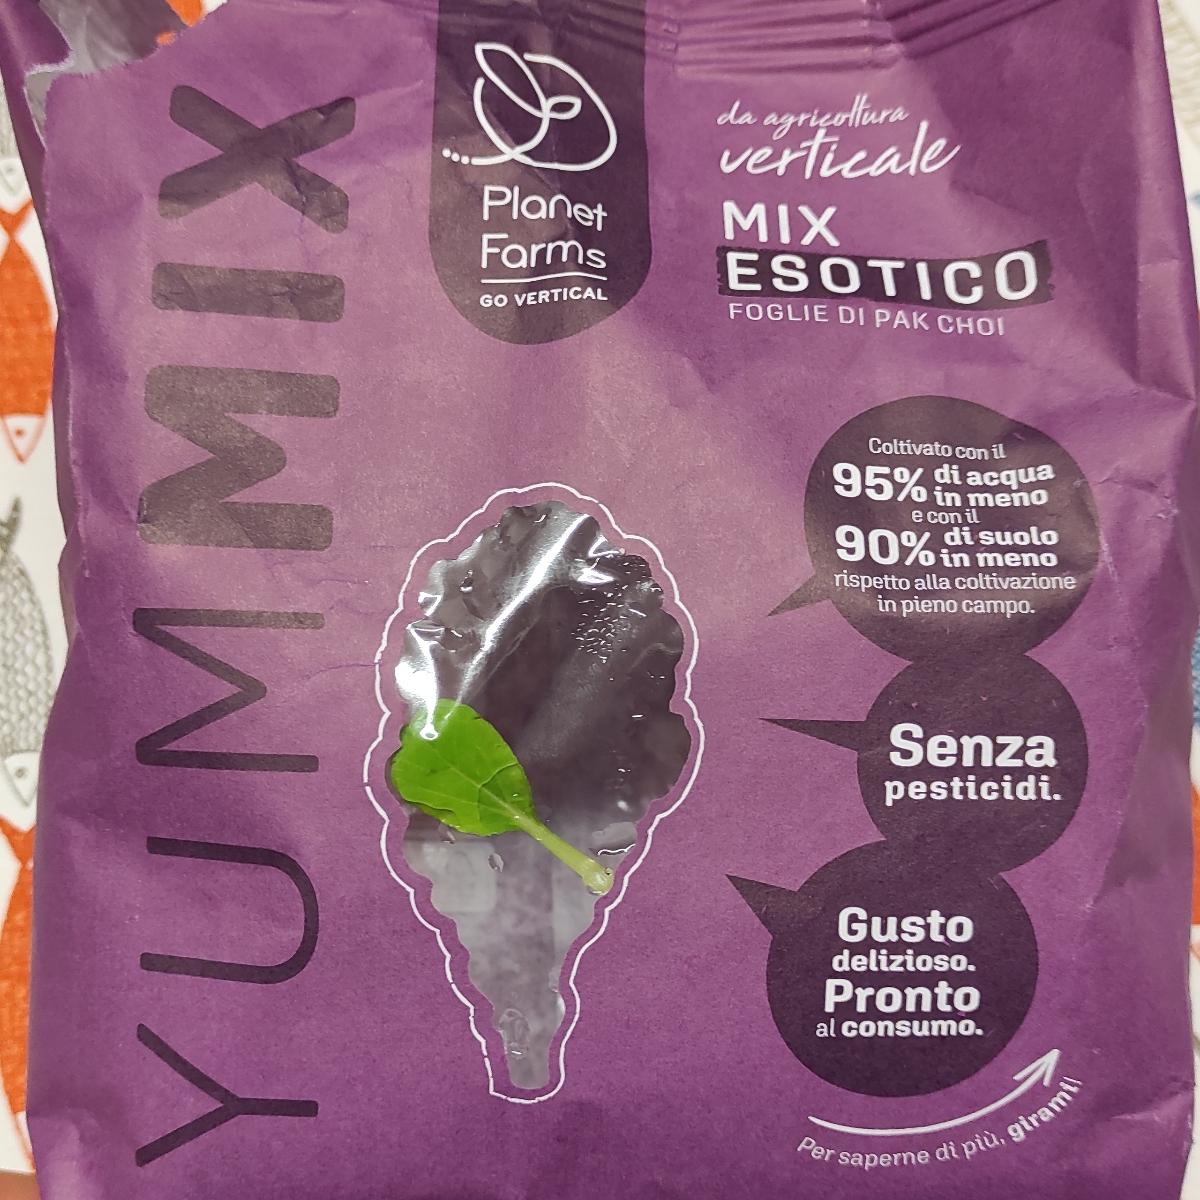 YUMMIX
Planet
Farms
GO VERTICAL
da agricoltura
verticale
MIX
ESOTICO
FOGLIE DI PAK CHOI
Coltivato con il
95% di acqua
in meno
e con il
90% di suolo
in meno
rispetto alla coltivazione
in pieno campo.
Senza
pesticidi.
Gusto
delizioso.
Pronto
al consumo.
Per saperne di più, girami!